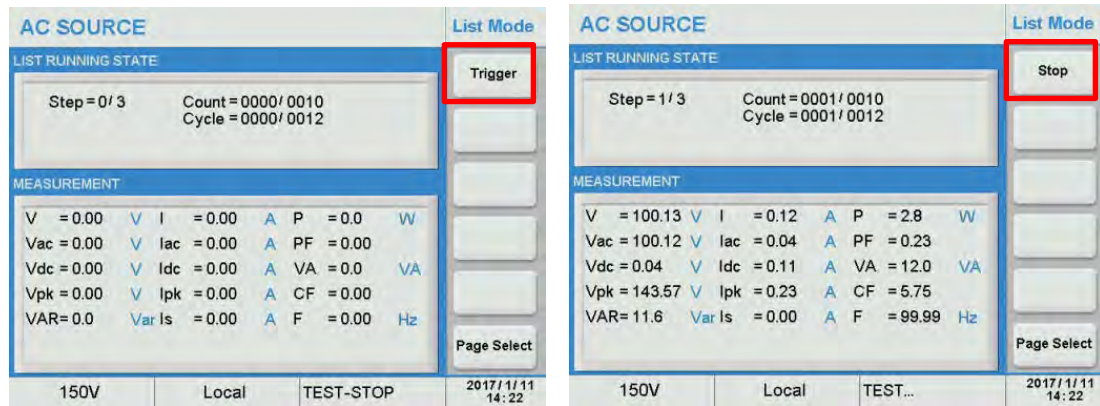 AC SOURCE
List Mode
LIST RUNNING STATE
Trigger
Step = 0/ 3 Count = 0000/ 0010
Cycle = 0000/ 0012
MEASUREMENT
V = 0.00 V I = 0.00 A P = 0.0 W
Vac = 0.00 V Iac = 0.00 A PF = 0.00
Vdc = 0.00 V Idc = 0.00 A VA = 0.0 VA
Vpk = 0.00 V Ipk = 0.00 A CF = 0.00
VAR= 0.0 Var Is = 0.00 A F = 0.00 Hz
Page Select
150V Local TEST-STOP 2017/ 1/ 11
14 : 22
AC SOURCE
List Mode
LIST RUNNING STATE
Stop
Step = 1/ 3 Count = 0001/ 0010
Cycle = 0001/ 0012
MEASUREMENT
V = 100.13 V I = 0.12 A P = 2.8 W
Vac = 100.12 V Iac = 0.04 A PF = 0.23
Vdc = 0.04 V Idc = 0.11 A VA = 12.0 VA
Vpk = 143.57 V Ipk = 0.23 A CF = 5.75
VAR= 11.6 Var Is = 0.00 A F = 99.99 Hz
Page Select
150V Local TEST... 2017/ 1/ 11
14 : 22